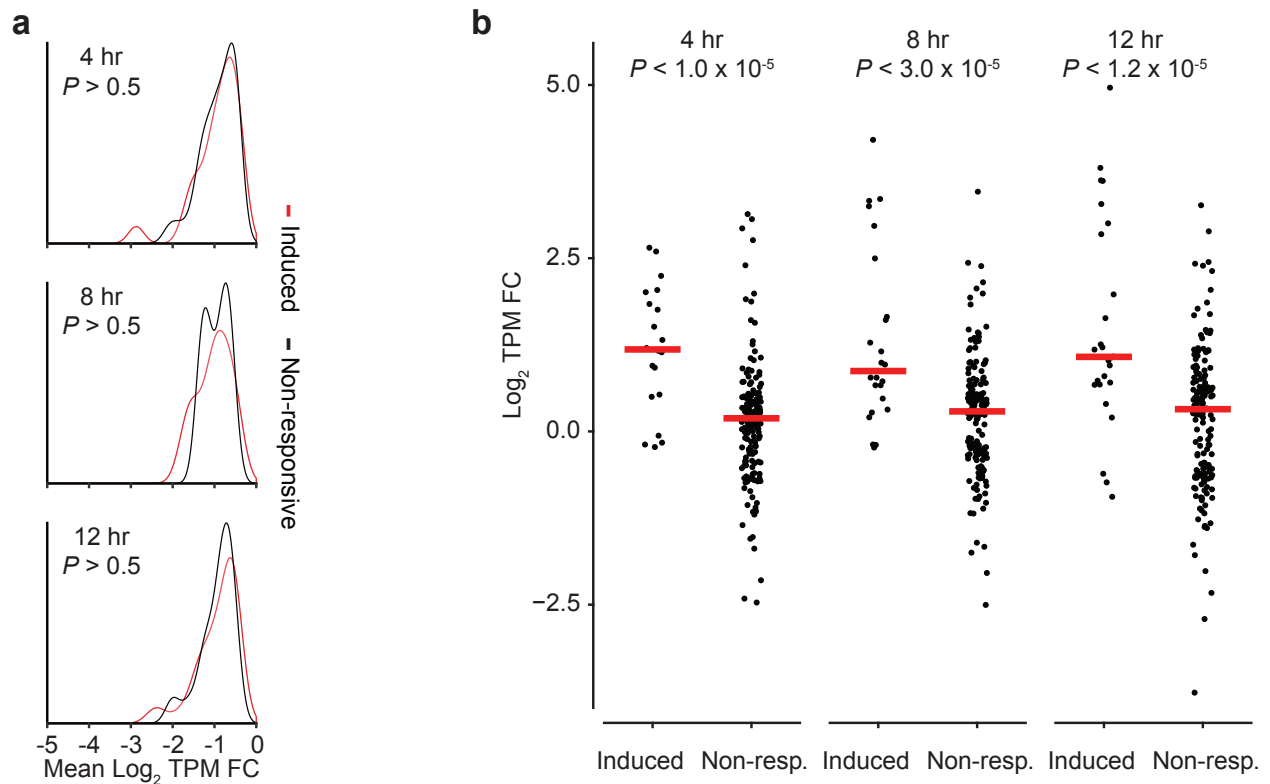 a
4 hr
P > 0.5
8 hr
P > 0.5
12 hr
P > 0.5
-5 -4 -3 -2 -1 0
Mean Log₂ TPM FC
Induced
Non-responsive
b
4 hr
P < 1.0 x 10⁻⁵
8 hr
P < 3.0 x 10⁻⁵
12 hr
P < 1.2 x 10⁻⁵
Log₂ TPM FC
5.0
2.5
0.0
−2.5
Induced Non-resp. Induced Non-resp. Induced Non-resp.